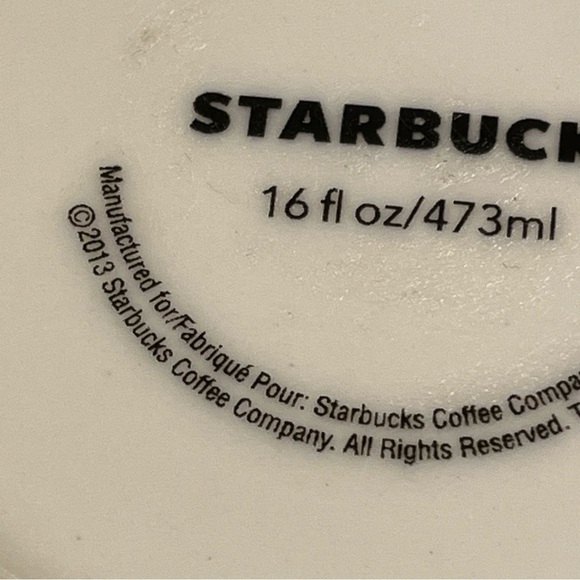 STARBUCK
16 fl oz/473ml
Manufactured for/Fabriqué Pour: Starbucks Coffee Compa
©2013 Starbucks Coffee Company. All Rights Reserved. T